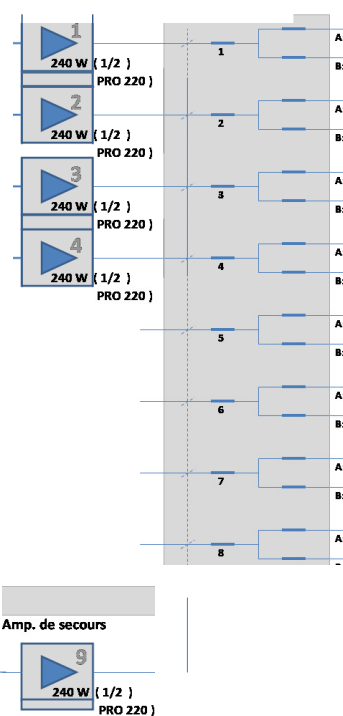 1
240 W ( 1/2 )
PRO 220 )
1
A
B:
2
240 W ( 1/2 )
PRO 220 )
2
A
B:
3
240 W ( 1/2 )
PRO 220 )
3
A
B:
4
240 W ( 1/2 )
PRO 220 )
4
A
B:
5
A
B:
6
A
B:
7
A
B:
8
A
Amp. de secours
9
240 W ( 1/2 )
PRO 220 )